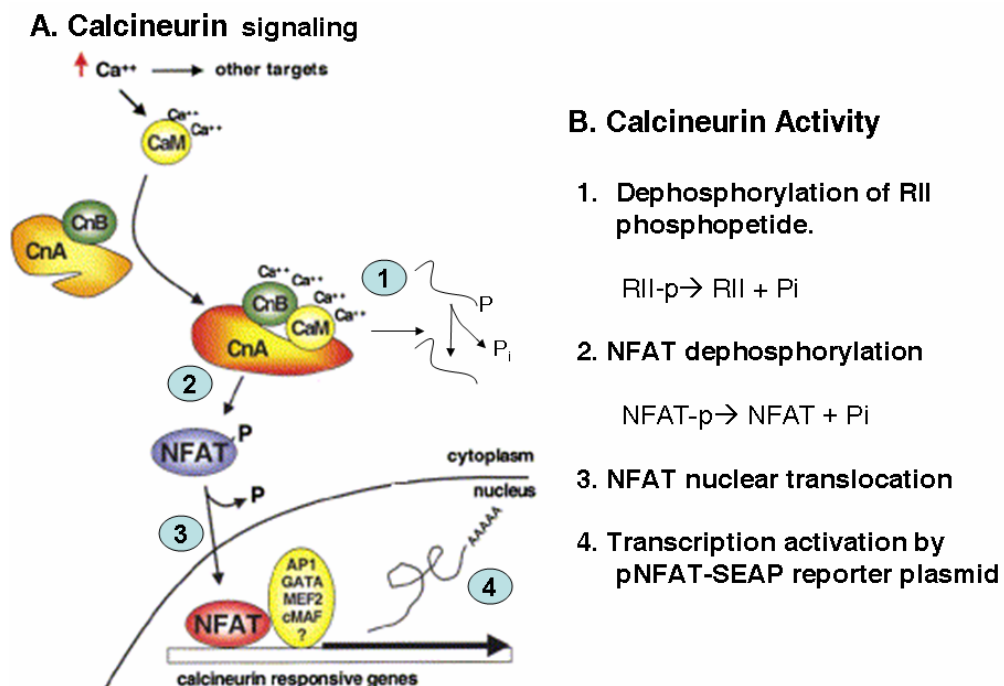 A. Calcineurin signaling
Ca++ other targets
Ca++
Ca++
CaM
CnB
CnA
Ca++
Ca++
CnB
Ca++
CaM
Ca++
CnA
1
P
Pi
2
NFAT
P
cytoplasm
nucleus
P
3
AAAAA
4
AP1
GATA
MEF2
cMAF
?
NFAT
calcineurin responsive genes
B. Calcineurin Activity
1. Dephosphorylation of RII
phosphopetide.
RII-p→ RII + Pi
2. NFAT dephosphorylation
NFAT-p→ NFAT + Pi
3. NFAT nuclear translocation
4. Transcription activation by
pNFAT-SEAP reporter plasmid